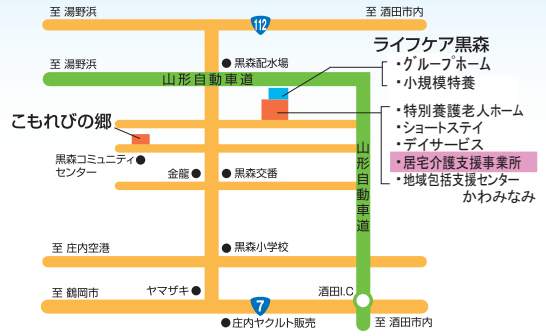 至 湯野浜
112
至 酒田市内
ライフケア黒森
・グループホーム
・小規模特養
至 湯野浜
黒森配水場
山形自動車道
・特別養護老人ホーム
・ショートステイ
・デイサービス
・居宅介護支援事業所
・地域包括支援センター
かわみなみ
こもれびの郷
黒森コミュニティ
センター
金龍
黒森交番
山形自動車道
至 庄内空港
黒森小学校
至 鶴岡市
ヤマザキ
7
酒田I.C
庄内ヤクルト販売
至 酒田市内